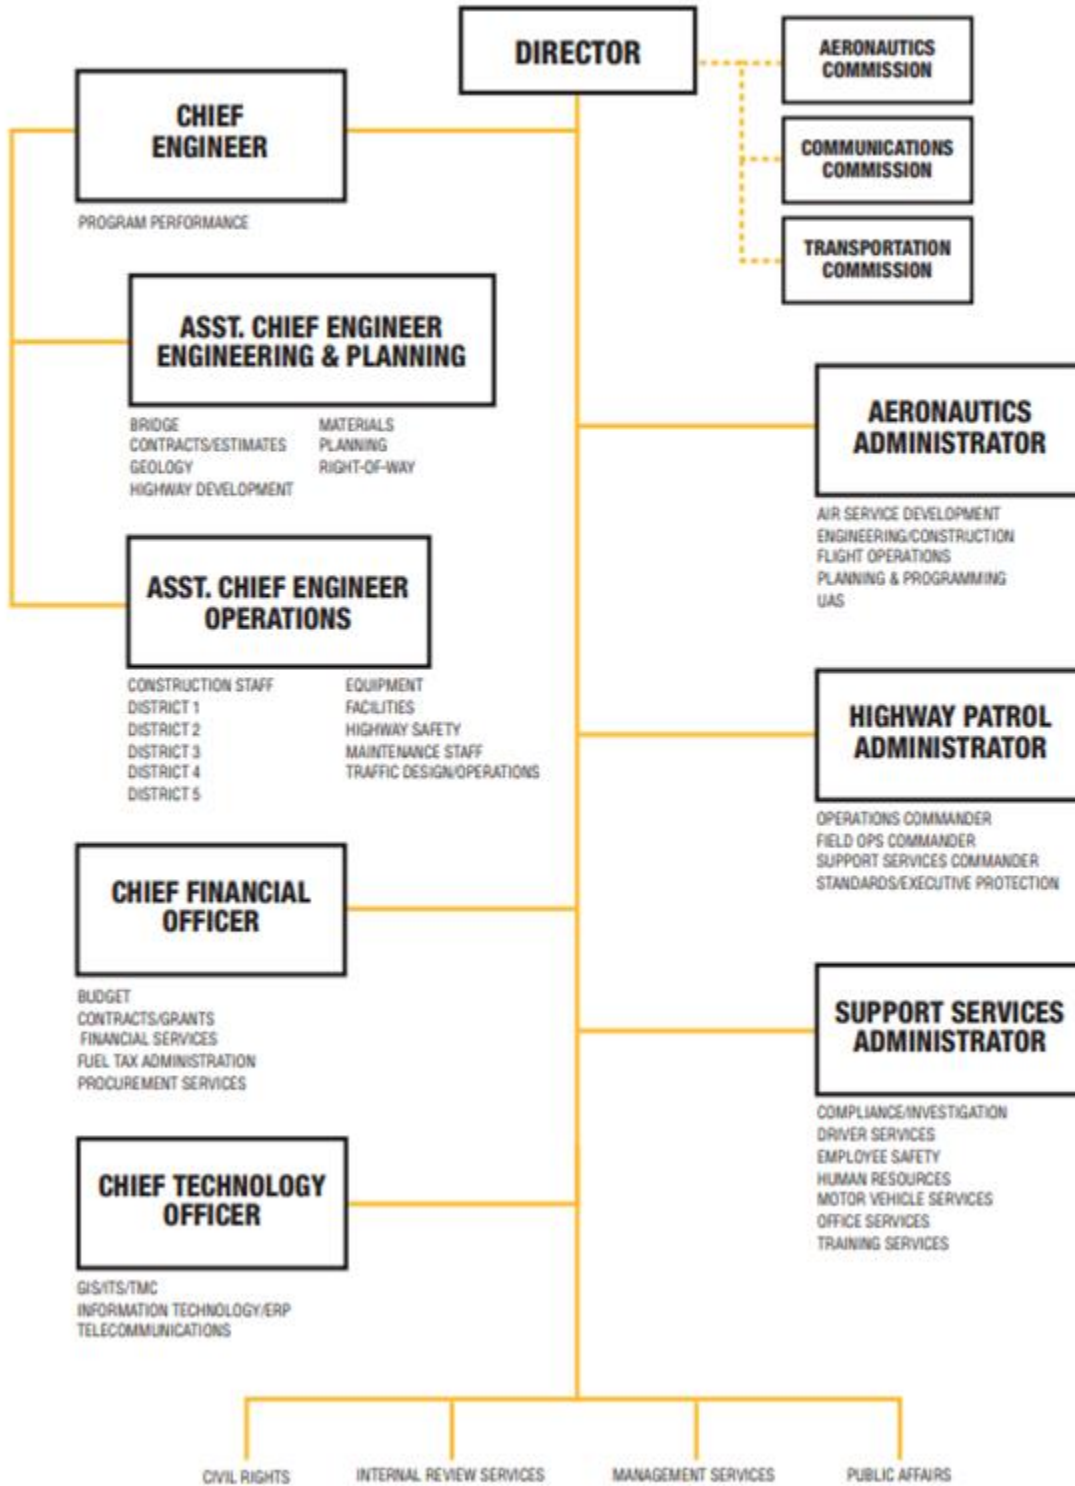 DIRECTOR
AERONAUTICS
COMMISSION
COMMUNICATIONS
COMMISSION
TRANSPORTATION
COMMISSION
CHIEF
ENGINEER
PROGRAM PERFORMANCE
ASST. CHIEF ENGINEER
ENGINEERING & PLANNING
BRIDGE
CONTRACTS/ESTIMATES
GEOLOGY
HIGHWAY DEVELOPMENT
MATERIALS
PLANNING
RIGHT-OF-WAY
ASST. CHIEF ENGINEER
OPERATIONS
CONSTRUCTION STAFF
DISTRICT 1
DISTRICT 2
DISTRICT 3
DISTRICT 4
DISTRICT 5
EQUIPMENT
FACILITIES
HIGHWAY SAFETY
MAINTENANCE STAFF
TRAFFIC DESIGN/OPERATIONS
CHIEF FINANCIAL
OFFICER
BUDGET
CONTRACTS/GRANTS
FINANCIAL SERVICES
FUEL TAX ADMINISTRATION
PROCUREMENT SERVICES
CHIEF TECHNOLOGY
OFFICER
GIS/ITS/TMC
INFORMATION TECHNOLOGY/ERP
TELECOMMUNICATIONS
AERONAUTICS
ADMINISTRATOR
AIR SERVICE DEVELOPMENT
ENGINEERING/CONSTRUCTION
FLIGHT OPERATIONS
PLANNING & PROGRAMMING
UAS
HIGHWAY PATROL
ADMINISTRATOR
OPERATIONS COMMANDER
FIELD OPS COMMANDER
SUPPORT SERVICES COMMANDER
STANDARDS/EXECUTIVE PROTECTION
SUPPORT SERVICES
ADMINISTRATOR
COMPLIANCE/INVESTIGATION
DRIVER SERVICES
EMPLOYEE SAFETY
HUMAN RESOURCES
MOTOR VEHICLE SERVICES
OFFICE SERVICES
TRAINING SERVICES
CIVIL RIGHTS
INTERNAL REVIEW SERVICES
MANAGEMENT SERVICES
PUBLIC AFFAIRS